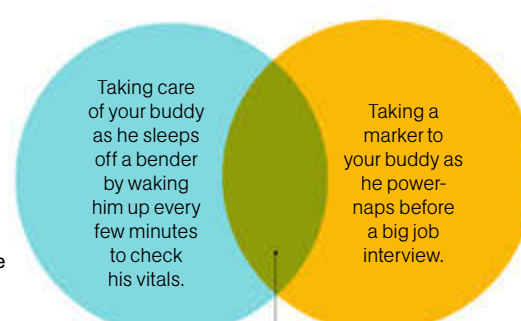 Taking care
of your buddy
as he sleeps
off a bender
by waking
him up every
few minutes
to check
his vitals.
Taking a
marker to
your buddy as
he power-
naps before
a big job
interview.
e